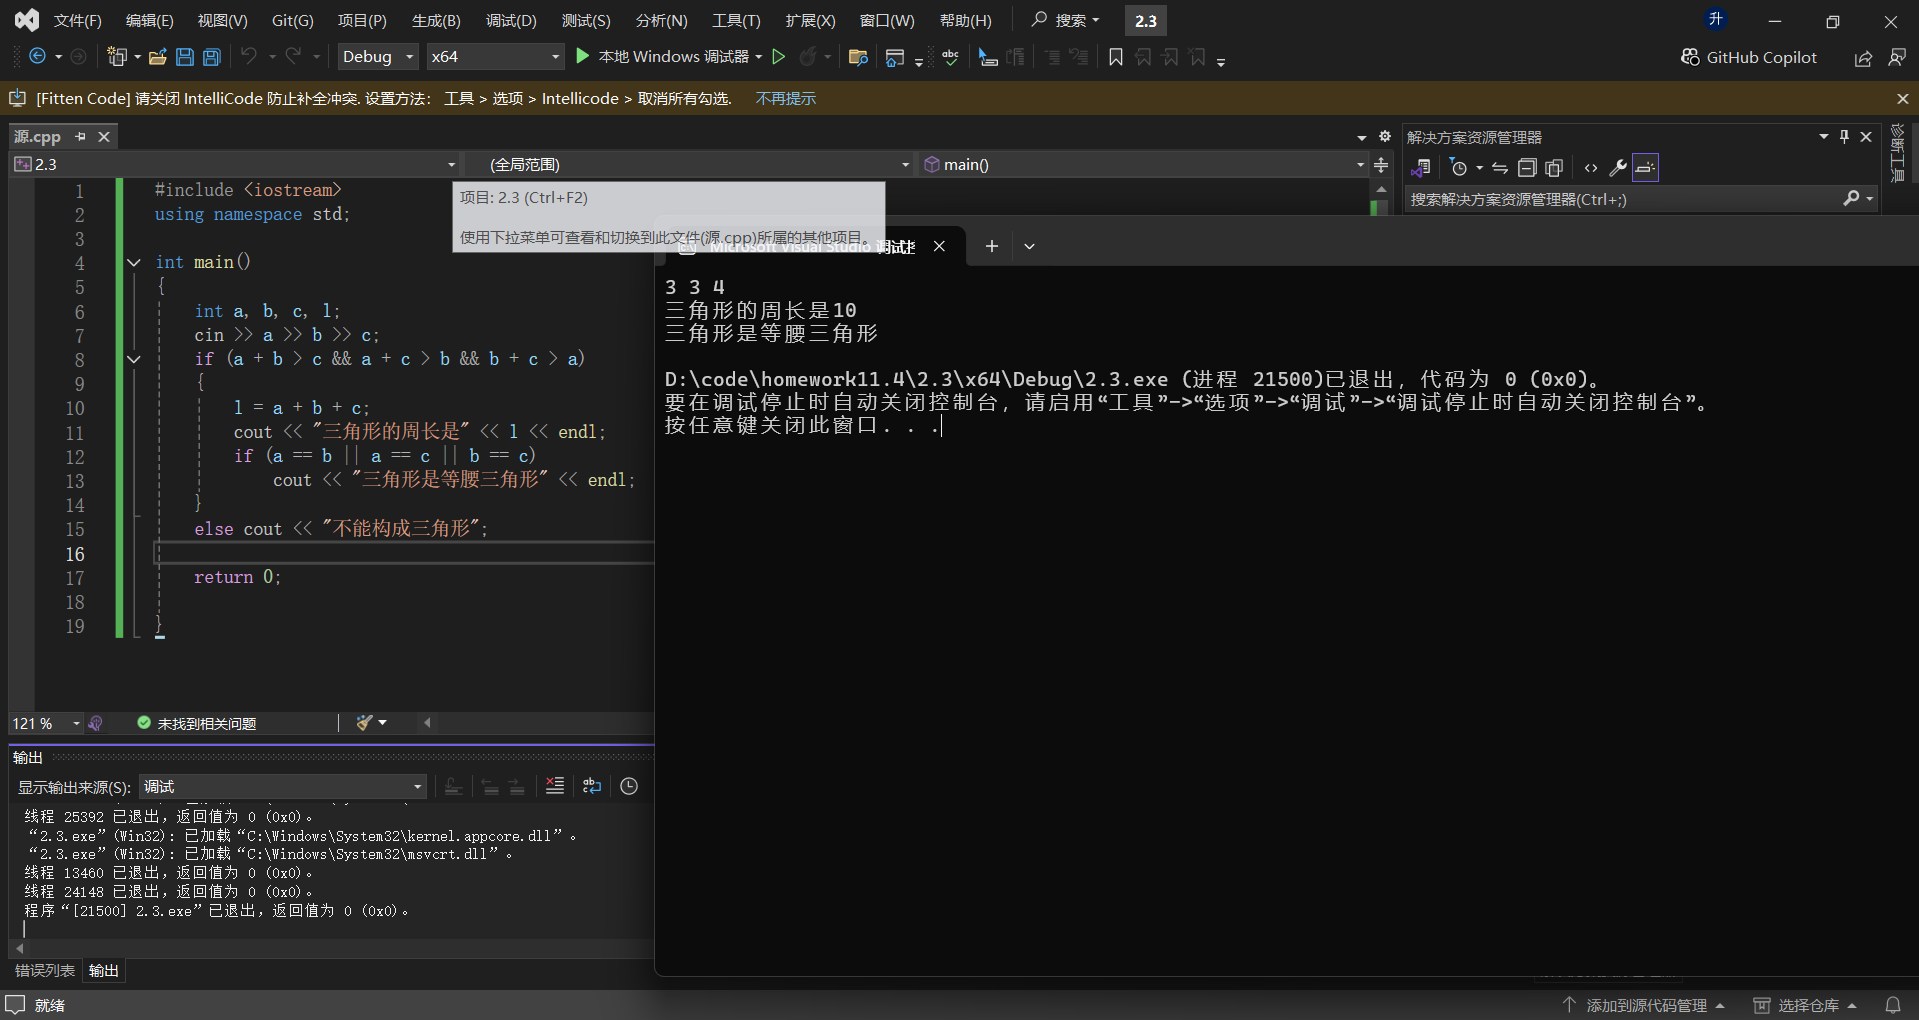 文件(F) 编辑(E) 视图(V) Git(G) 项目(P) 生成(B) 调试(D) 测试(S) 分析(N) 工具(T) 扩展(X) 窗口(W) 帮助(H) 搜索 2.3 升
Debug x64 本地 Windows 调试器 abc GitHub Copilot
[Fitten Code] 请关闭 IntelliCode 防止补全冲突. 设置方法： 工具 > 选项 > Intellicode > 取消所有勾选. 不再提示
源.cpp
2.3 (全局范围) main()
项目: 2.3 (Ctrl+F2)
使用下拉菜单可查看和切换到此文件(源.cpp)所属的其他项目。
1 #include <iostream>
2 using namespace std;
3
4 int main()
5 {
6 int a, b, c, l;
7 cin >> a >> b >> c;
8 if (a + b > c && a + c > b && b + c > a)
9 {
10 l = a + b + c;
11 cout << "三角形的周长是" << l << endl;
12 if (a == b || a == c || b == c)
13 cout << "三角形是等腰三角形" << endl;
14 }
15 else cout << "不能构成三角形";
16
17 return 0;
18
19 }
121 % 未找到相关问题
输出
显示输出来源(S): 调试
线程 25392 已退出，返回值为 0 (0x0)。
“2.3.exe”(Win32): 已加载“C:\Windows\System32\kernel.appcore.dll”。
“2.3.exe”(Win32): 已加载“C:\Windows\System32\msvcrt.dll”。
线程 13460 已退出，返回值为 0 (0x0)。
线程 24148 已退出，返回值为 0 (0x0)。
程序“[21500] 2.3.exe”已退出，返回值为 0 (0x0)。
错误列表 输出
Microsoft Visual Studio 调试
3 3 4
三角形的周长是10
三角形是等腰三角形
D:\code\homework11.4\2.3\x64\Debug\2.3.exe (进程 21500)已退出，代码为 0 (0x0)。
要在调试停止时自动关闭控制台，请启用“工具”->“选项”->“调试”->“调试停止时自动关闭控制台”。
按任意键关闭此窗口. . .
解决方案资源管理器
搜索解决方案资源管理器(Ctrl+;)
诊断工具
就绪 添加到源代码管理 选择仓库